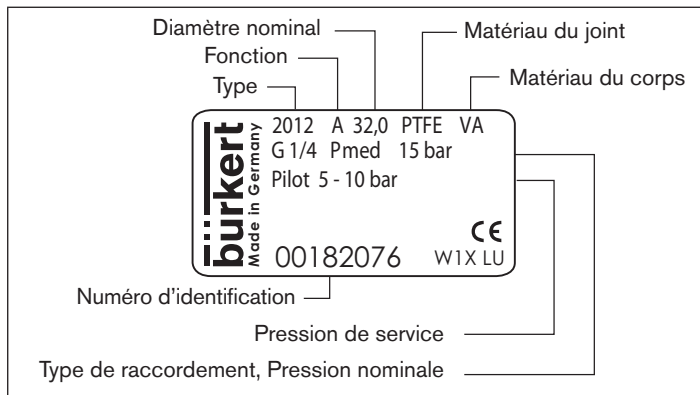 Diamètre nominal
Fonction
Type
Matériau du joint
Matériau du corps
bürkert
Made in Germany
2012 A 32,0 PTFE VA
G 1/4 Pmed 15 bar
Pilot 5 - 10 bar
CE
00182076 W1X LU
Numéro d'identification
Pression de service
Type de raccordement, Pression nominale